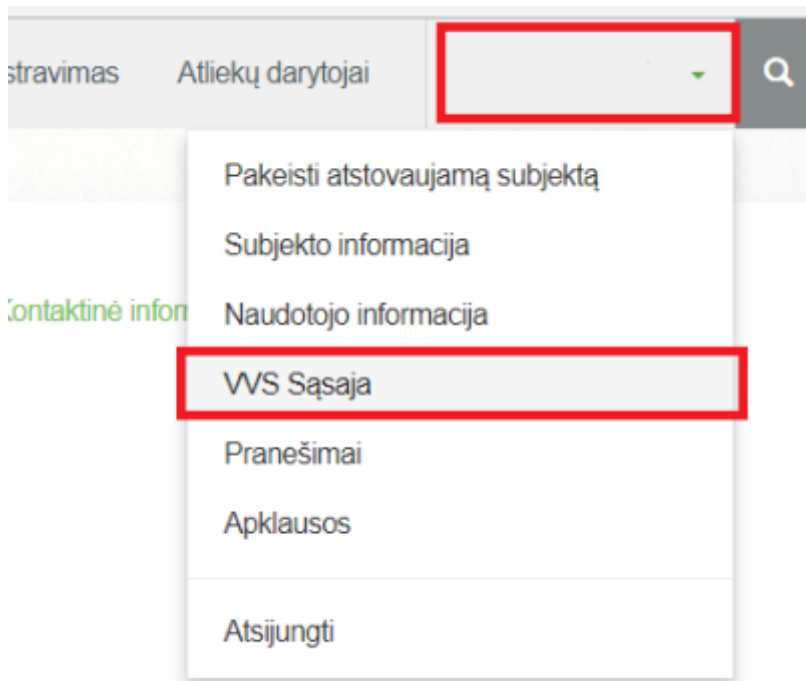 stravimas Atliekų darytojai
Pakeisti atstovaujamą subjektą
Subjekto informacija
Kontaktinė infor
Naudotojo informacija
VVS Sąsaja
Pranešimai
Apklausos
Atsijungti